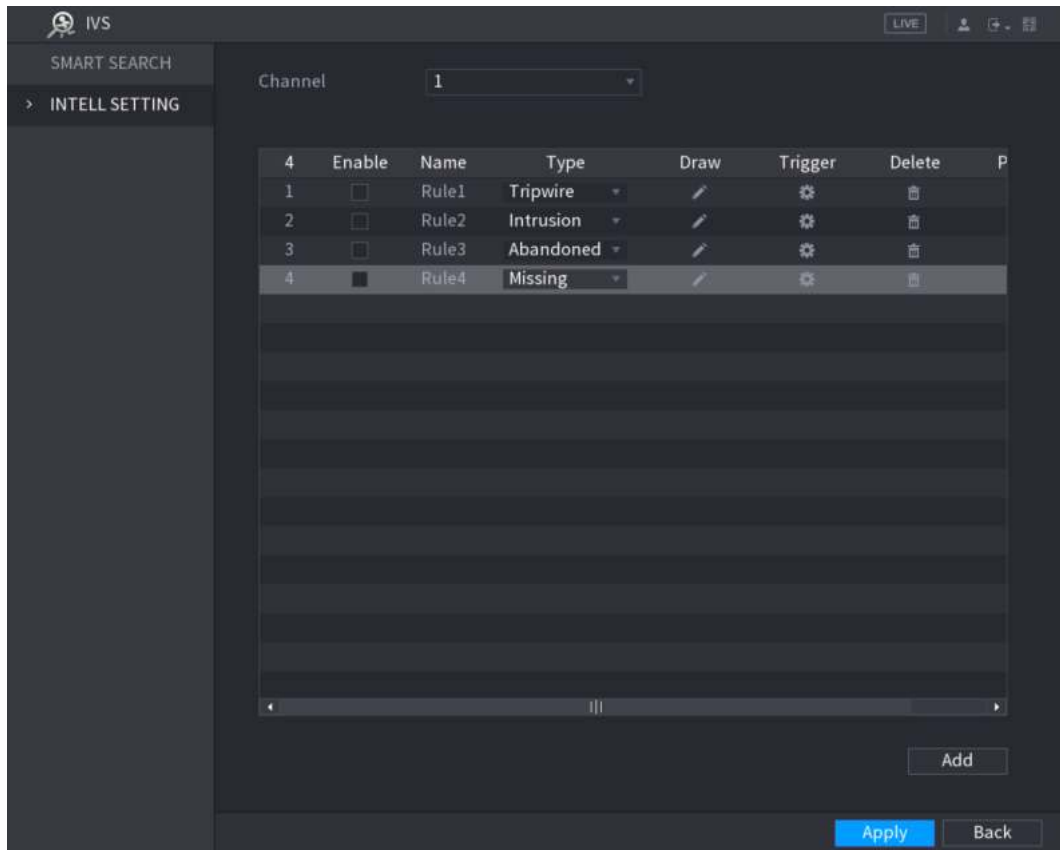 IVS LIVE
SMART SEARCH
INTELL SETTING
Channel 1
4 Enable Name Type Draw Trigger Delete P
1 Rule1 Tripwire
2 Rule2 Intrusion
3 Rule3 Abandoned
4 Rule4 Missing
Add
Apply Back